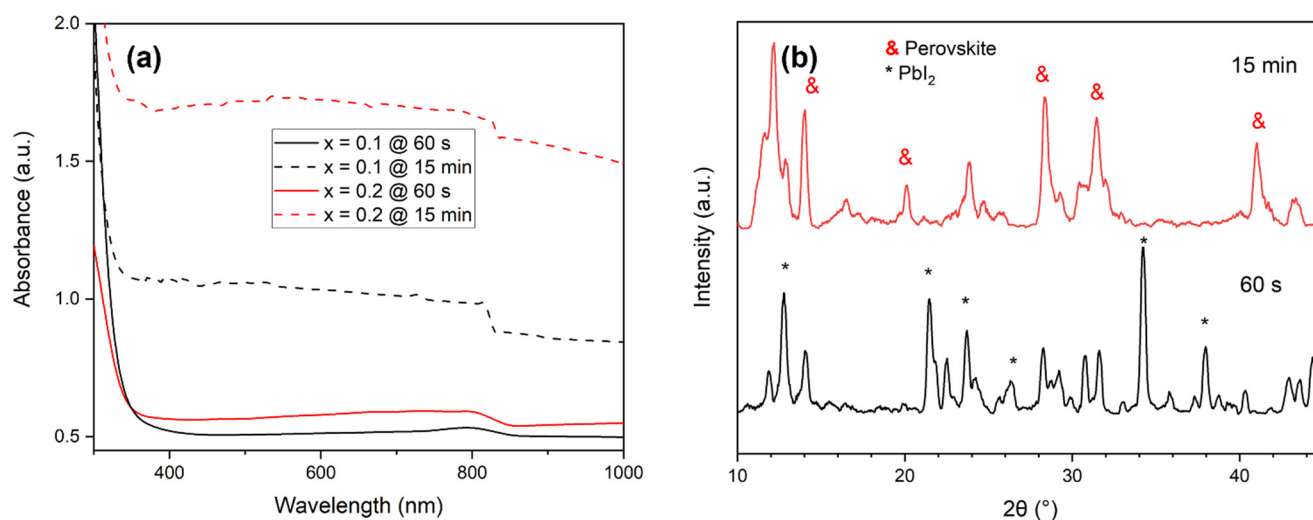 (a)
2.0
1.5
1.0
0.5
Absorbance (a.u.)
x = 0.1 @ 60 s
x = 0.1 @ 15 min
x = 0.2 @ 60 s
x = 0.2 @ 15 min
400
600
800
1000
Wavelength (nm)
(b)
& Perovskite
* PbI2
15 min
&
&
&
&
&
60 s
*
*
*
*
*
*
Intensity (a.u.)
10
20
30
40
2θ (°)